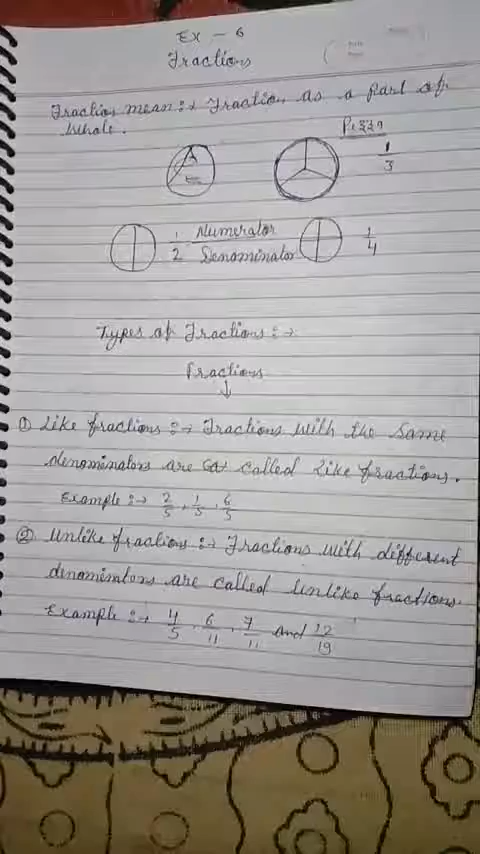 Ex - 6
Fractions
Fraction mean :→ Fraction as a part of
whole.
Pizza
1/3
1/2 Numerator/Denominator
1/4
Types of Fractions :→
Fractions
↓
① Like fractions :→ Fractions with the same
denominators are called like fractions.
Example :→ 2/5, 1/5, 6/5
② Unlike fractions :→ Fractions with different
denomintors are called unlike fractions.
Example :→ 4/5, 6/11, 7/11 and 12/19